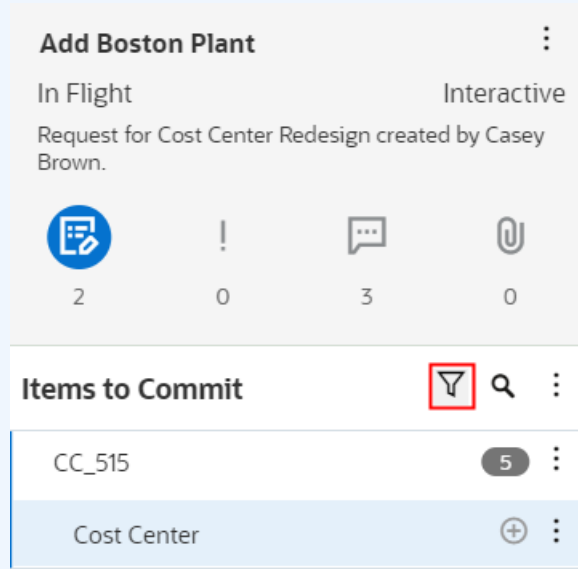 Add Boston Plant
In Flight Interactive
Request for Cost Center Redesign created by Casey
Brown.
2 0 3 0
Items to Commit
CC_515 5
Cost Center